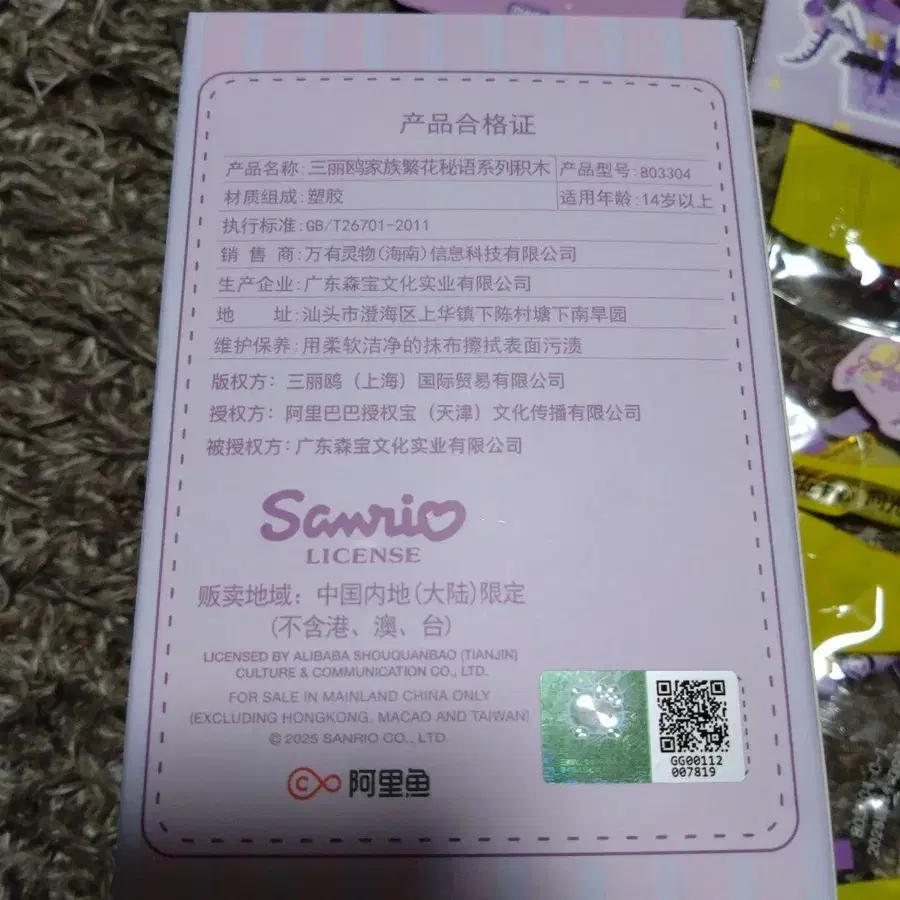 产品合格证
产品名称:三丽鸥家族繁花秘语系列积木 产品型号:803304
材质组成:塑胶 适用年龄:14岁以上
执行标准:GB/T26701-2011
销售商:万有灵物(海南)信息科技有限公司
生产企业:广东森宝文化实业有限公司
地址:汕头市澄海区上华镇下陈村塘下南旱园
维护保养:用柔软洁净的抹布擦拭表面污渍
版权方：三丽鸥（上海）国际贸易有限公司
授权方：阿里巴巴授权宝（天津）文化传播有限公司
被授权方：广东森宝文化实业有限公司
Sanrio
LICENSE
贩卖地域：中国内地(大陆)限定
(不含港、澳、台)
LICENSED BY ALIBABA SHOUQUANBAO (TIANJIN)
CULTURE & COMMUNICATION CO., LTD.
FOR SALE IN MAINLAND CHINA ONLY
(EXCLUDING HONGKONG, MACAO AND TAIWAN)
© 2025 SANRIO CO., LTD.
阿里鱼
GG00112
007819